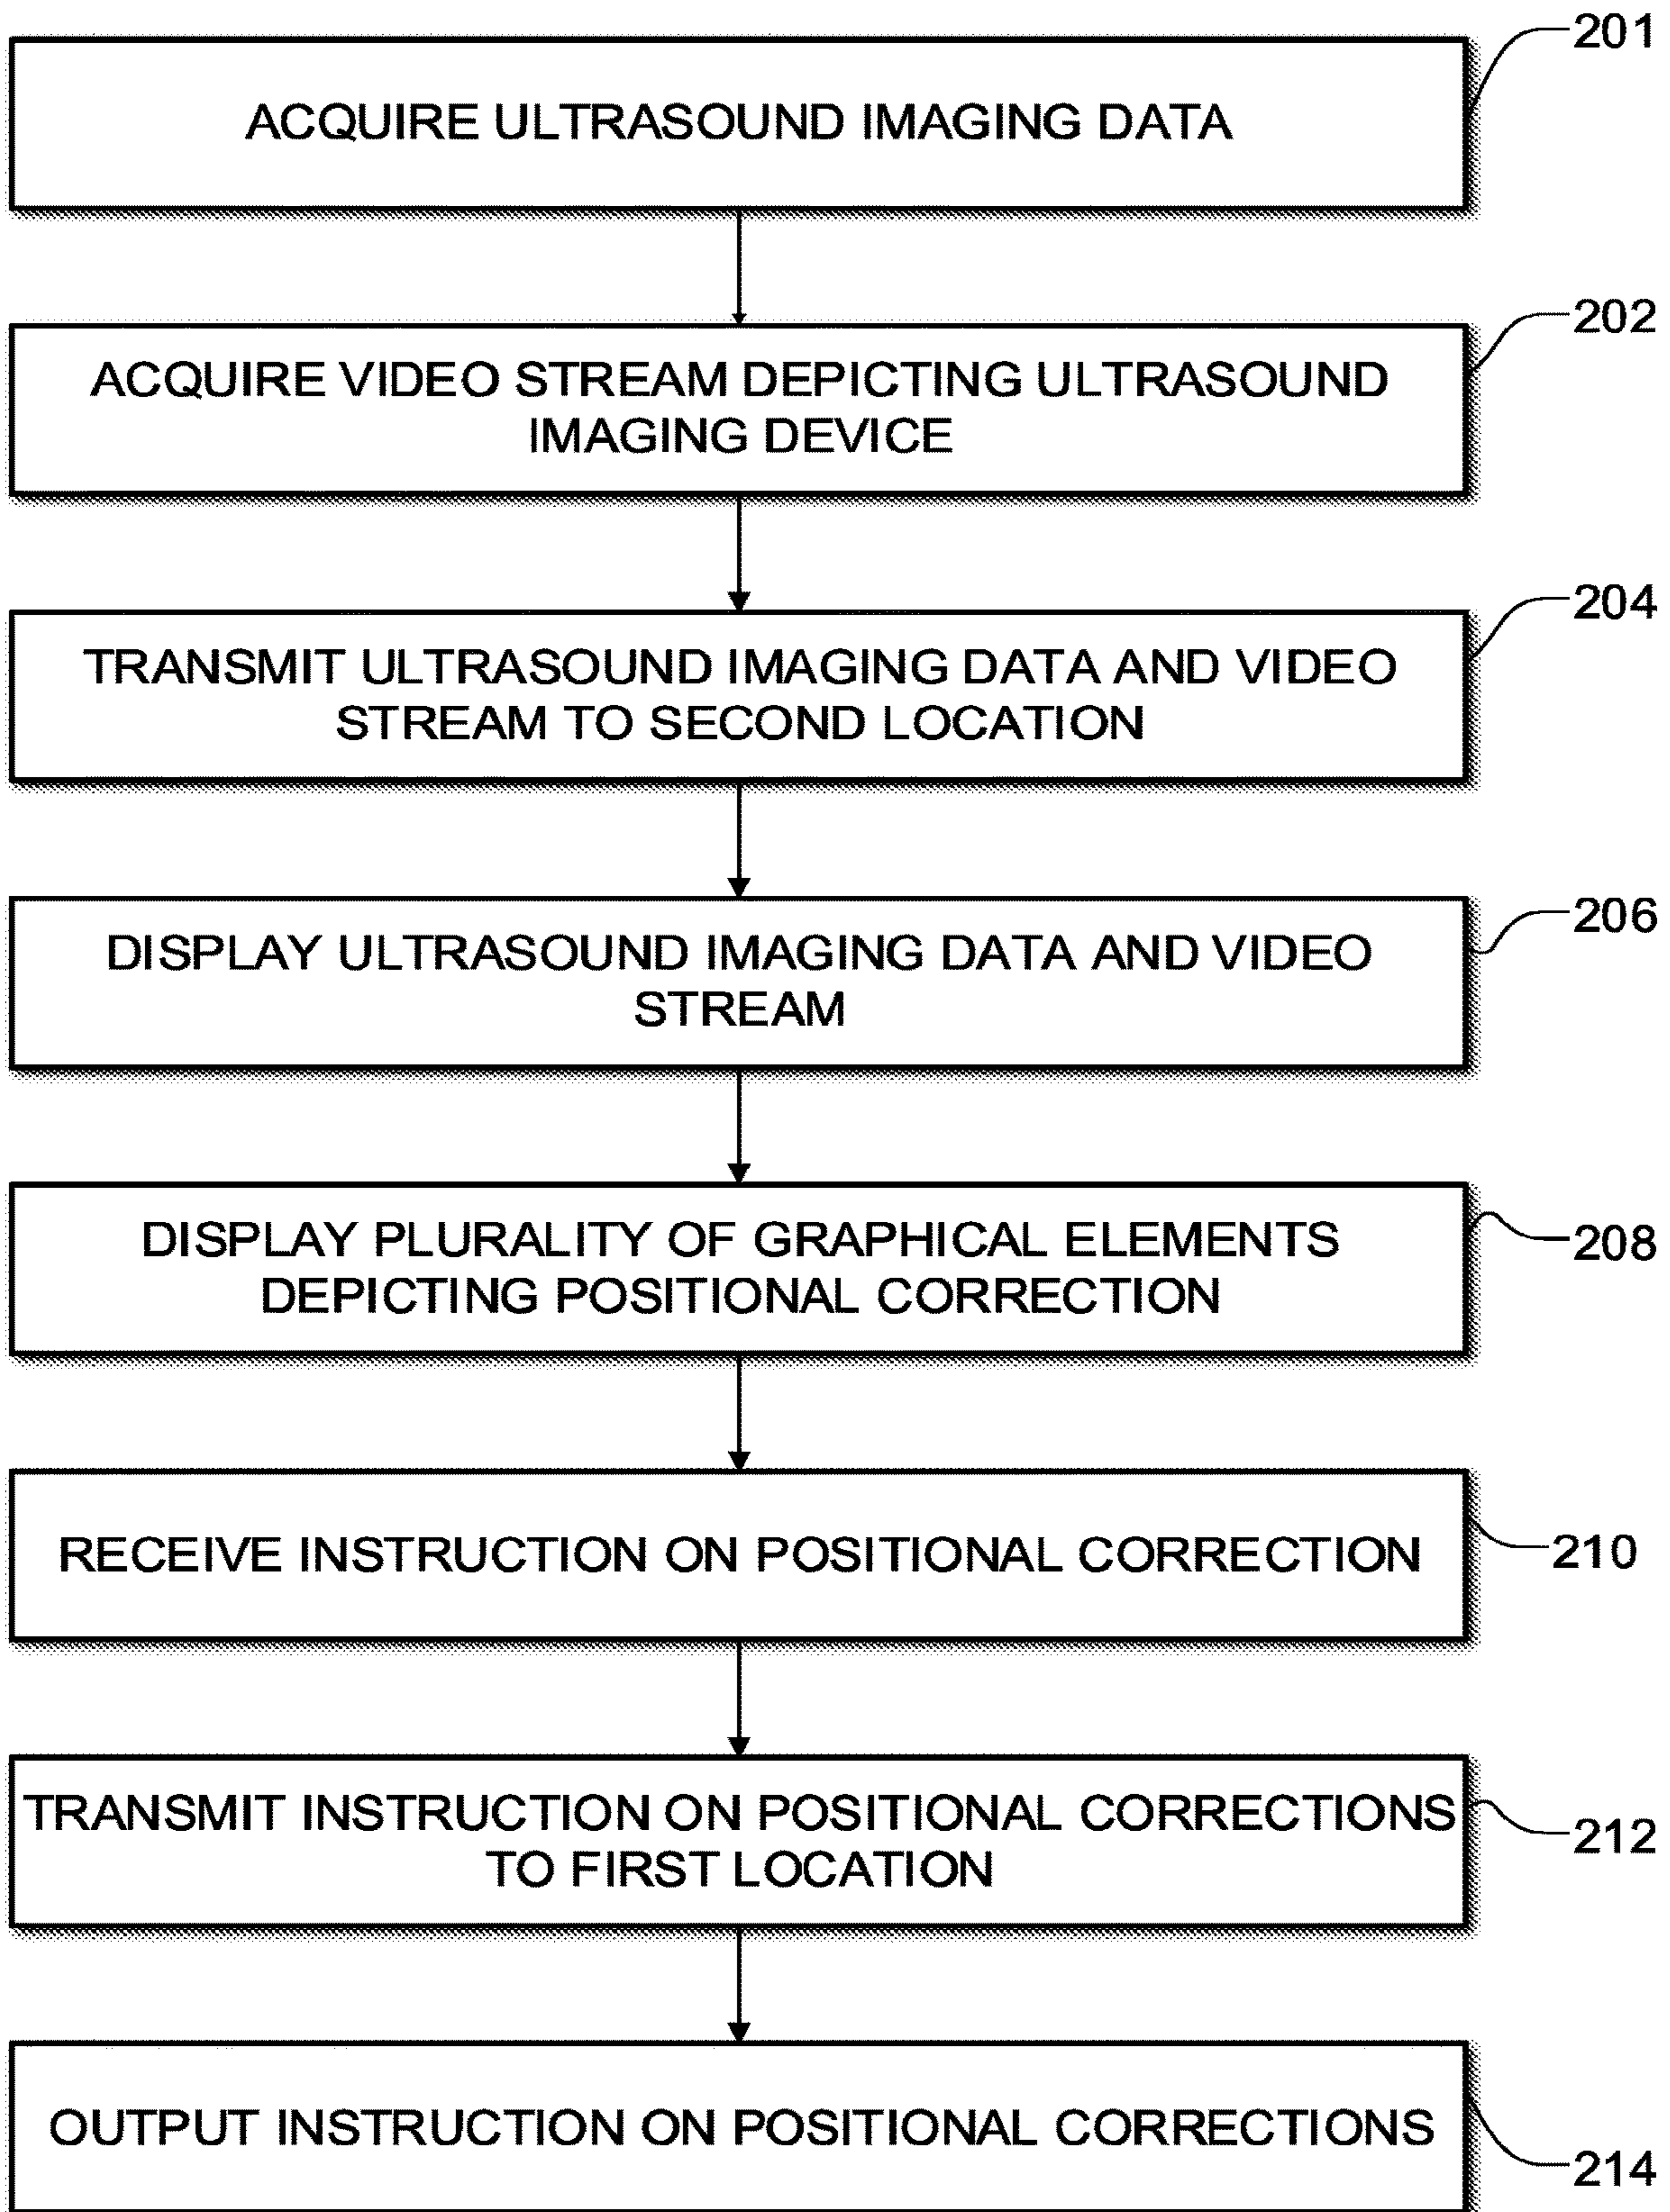 201
ACQUIRE ULTRASOUND IMAGING DATA
202
ACQUIRE VIDEO STREAM DEPICTING ULTRASOUND
IMAGING DEVICE
204
TRANSMIT ULTRASOUND IMAGING DATA AND VIDEO
STREAM TO SECOND LOCATION
206
DISPLAY ULTRASOUND IMAGING DATA AND VIDEO
STREAM
208
DISPLAY PLURALITY OF GRAPHICAL ELEMENTS
DEPICTING POSITIONAL CORRECTION
210
RECEIVE INSTRUCTION ON POSITIONAL CORRECTION
212
TRANSMIT INSTRUCTION ON POSITIONAL CORRECTIONS
TO FIRST LOCATION
OUTPUT INSTRUCTION ON POSITIONAL CORRECTIONS
214